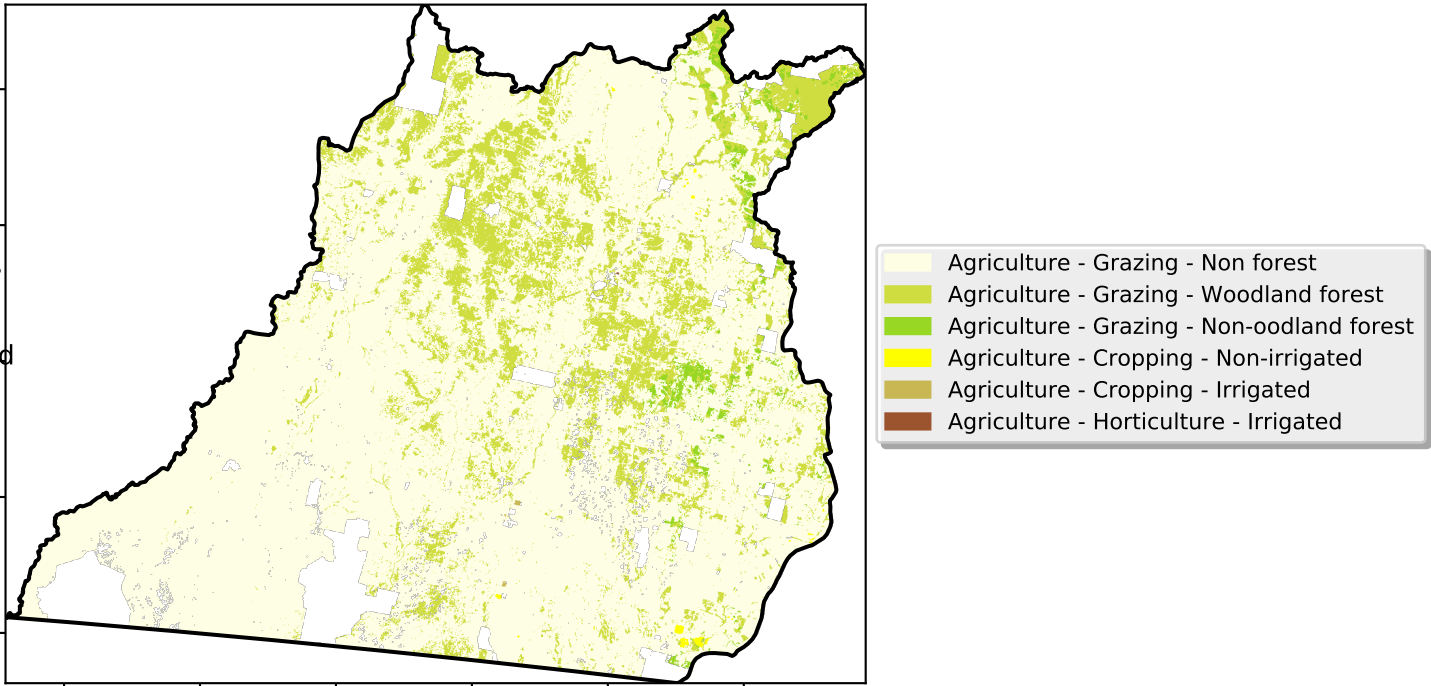 d
Agriculture - Grazing - Non forest
Agriculture - Grazing - Woodland forest
Agriculture - Grazing - Non-oodland forest
Agriculture - Cropping - Non-irrigated
Agriculture - Cropping - Irrigated
Agriculture - Horticulture - Irrigated